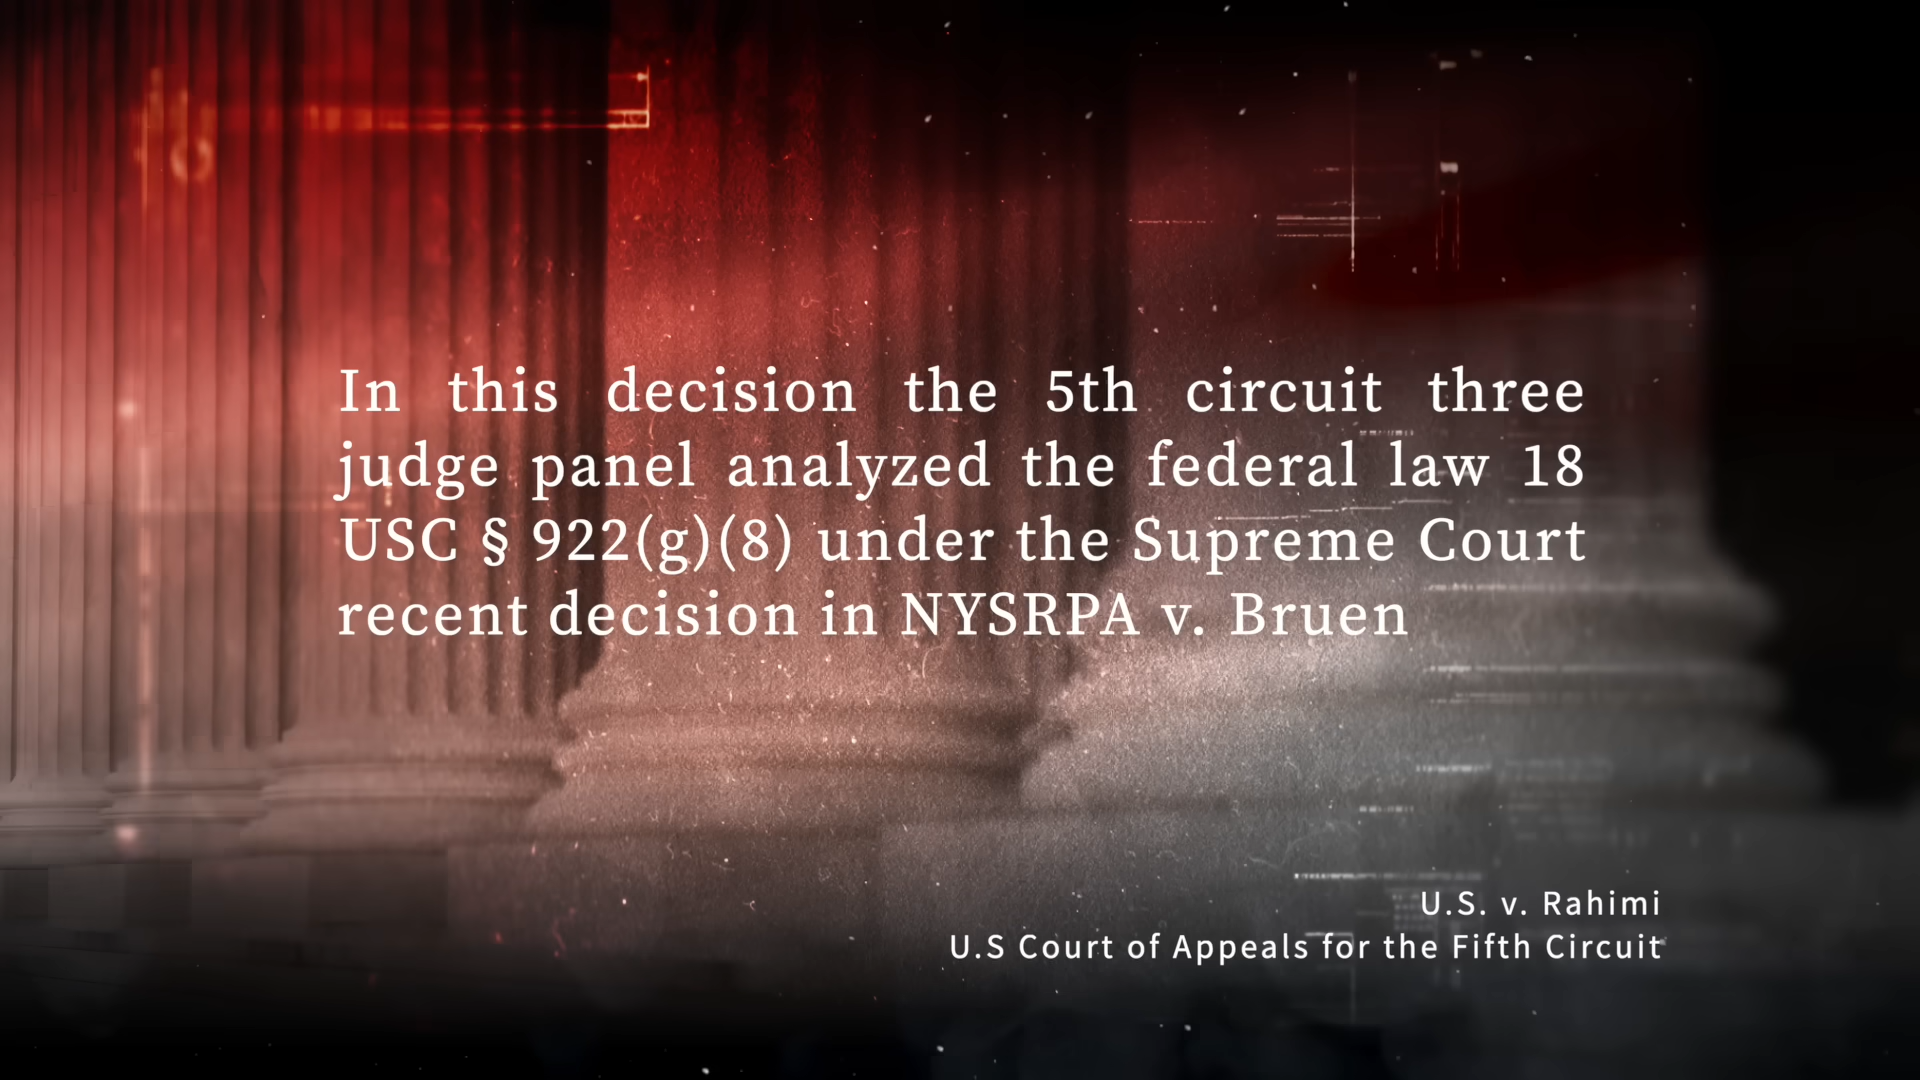 In this decision the 5th circuit three
judge panel analyzed the federal law 18
USC § 922(g)(8) under the Supreme Court
recent decision in NYSRPA v. Bruen
U.S. v. Rahimi
U.S Court of Appeals for the Fifth Circuit